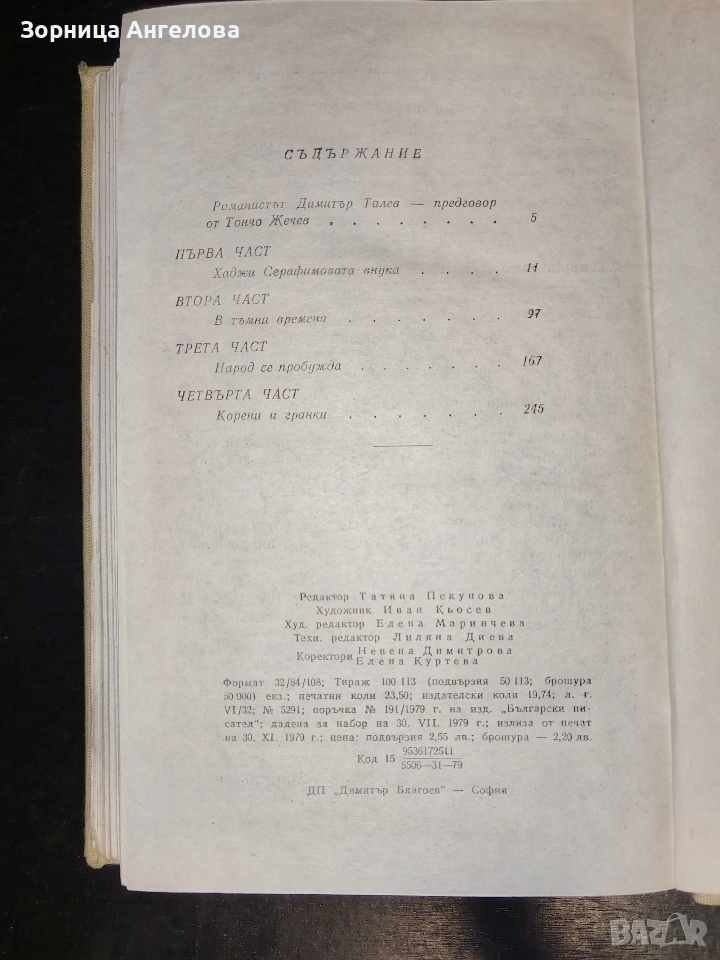 Зорница Ангелова
СЪДЪРЖАНИЕ
Романистът Димитър Талев — предговор
от Тончо Жечев . . . . . . . . 5
ПЪРВА ЧАСТ
Хаджи Серафимовата внука . . . . 11
ВТОРА ЧАСТ
В тъмни времена . . . . . . 97
ТРЕТА ЧАСТ
Народ се пробужда . . . . . . 167
ЧЕТВЪРТА ЧАСТ
Корени и гранки . . . . . . 245
Редактор Татяна Пекунова
Художник Иван Кьосев
Худ. редактор Елена Маринчева
Техн. редактор Лиляна Диева
Коректори Невена Димитрова
Елена Куртева
Формат 32/84/108; Тираж 100 113 (подвързия 50 113; брошура
50 000) екз.; печатни коли 23,50; издателски коли 19,74; л. г.
VI/32; № 5291; поръчка № 191/1979 г. на изд. „Български пи-
сател“; дадена за набор на 30. VII. 1979 г.; излиза от печат
на 30. XI. 1979 г.; цена: подвързия 2,55 лв.; брошура — 2,20 лв.
Код 15 9536172511
5506—31—79
ДП „Димитър Благоев“ — София
BAZAR